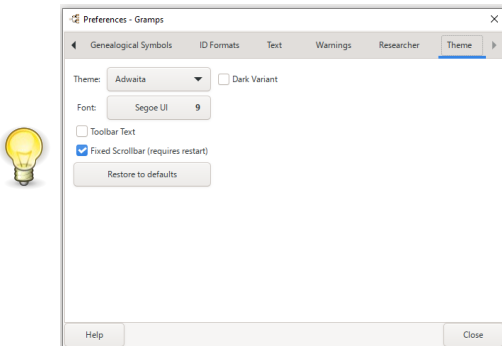 Preferences - Gramps
Genealogical Symbols ID Formats Text Warnings Researcher Theme
Theme: Adwaita Dark Variant
Font: Segoe UI 9
Toolbar Text
Fixed Scrollbar (requires restart)
Restore to defaults
Help Close